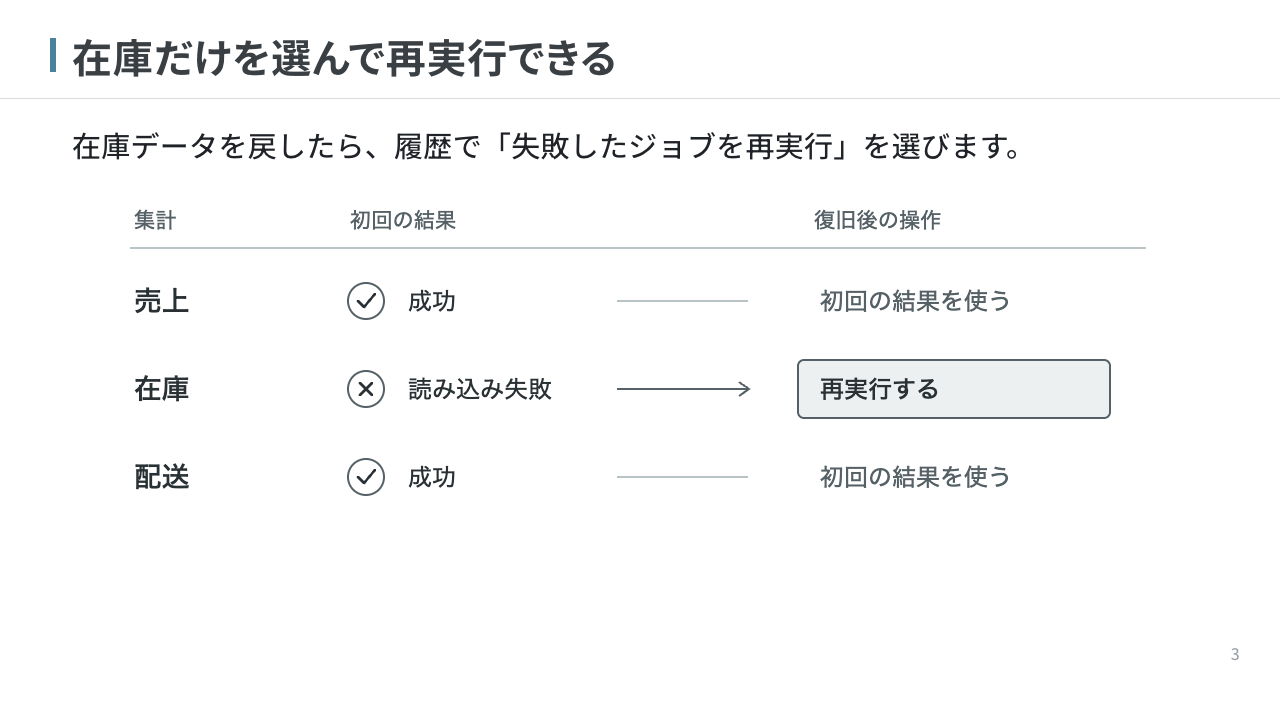 在庫だけを選んで再実行できる
在庫データを戻したら、履歴で「失敗したジョブを再実行」を選びます。
集計 初回の結果 復旧後の操作
売上 成功 初回の結果を使う
在庫 読み込み失敗 再実行する
配送 成功 初回の結果を使う
3